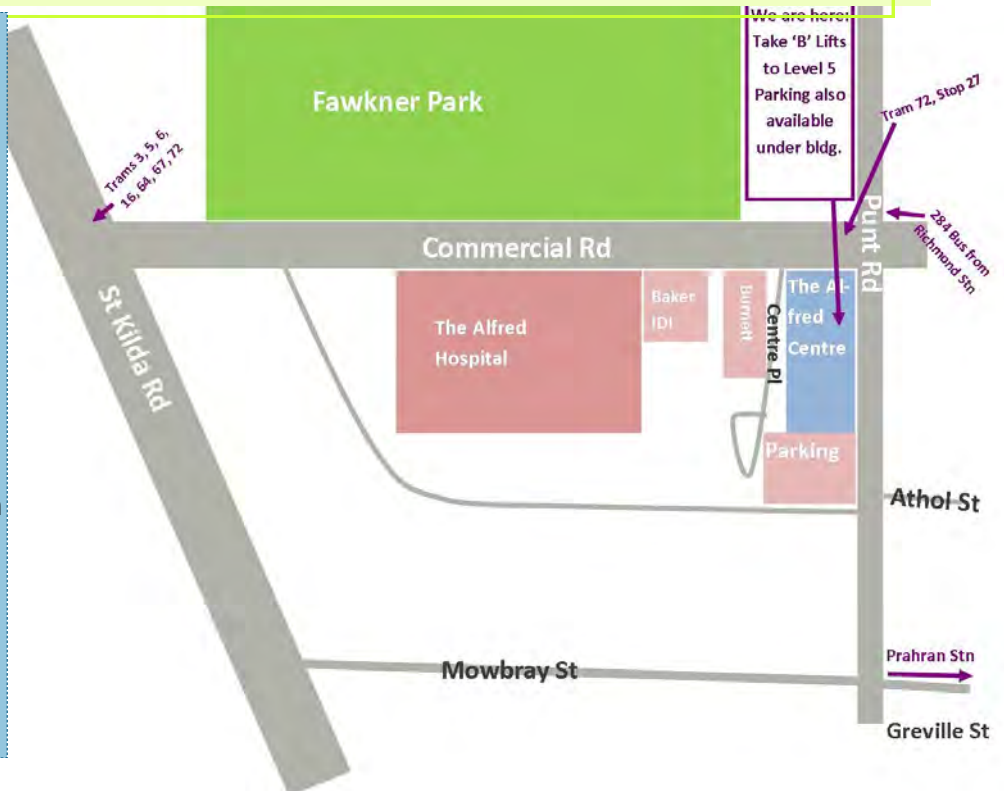 We are here:
Take ‘B’ Lifts
to Level 5
Parking also
available
under bldg.
Fawkner Park
Tram 72, Stop 27
Trams 3, 5, 6,
16, 64, 67, 72
Punt Rd
284 Bus from
Richmond Stn
Commercial Rd
St Kilda Rd
The Alfred
Hospital
Baker
IDI
Burnett
Centre Pl
The Al-
fred
Centre
Parking
Athol St
Mowbray St
Prahran Stn
Greville St